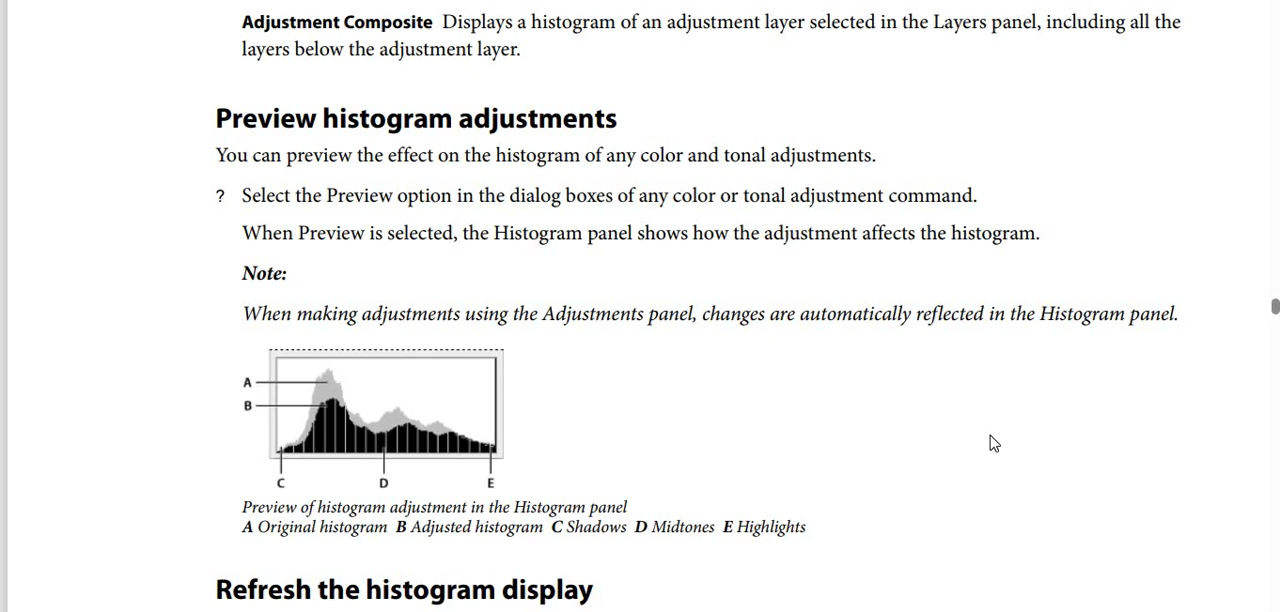 Adjustment Composite Displays a histogram of an adjustment layer selected in the Layers panel, including all the
layers below the adjustment layer.
Preview histogram adjustments
You can preview the effect on the histogram of any color and tonal adjustments.
? Select the Preview option in the dialog boxes of any color or tonal adjustment command.
When Preview is selected, the Histogram panel shows how the adjustment affects the histogram.
Note:
When making adjustments using the Adjustments panel, changes are automatically reflected in the Histogram panel.
A
B
C D E
Preview of histogram adjustment in the Histogram panel
A Original histogram B Adjusted histogram C Shadows D Midtones E Highlights
Refresh the histogram display